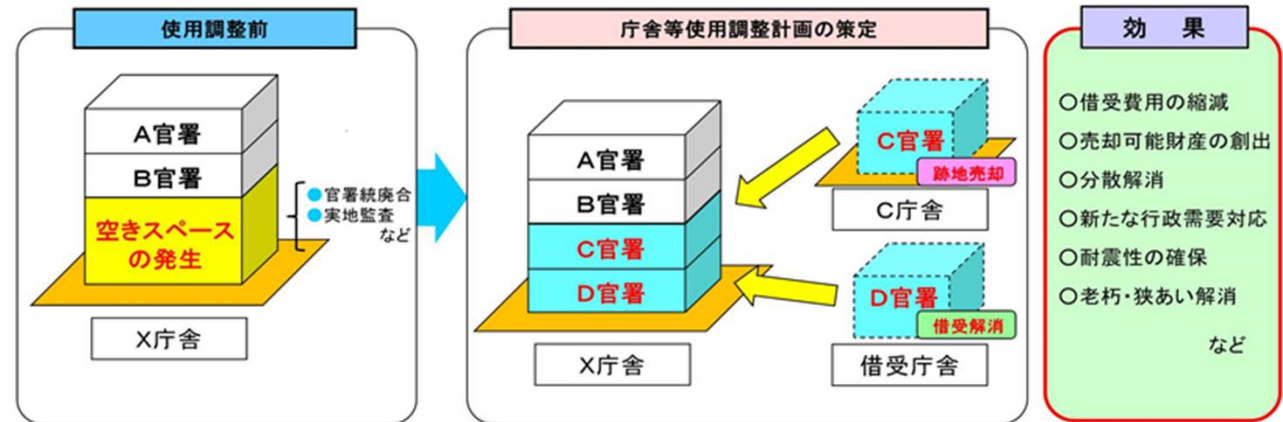 使用調整前
A官署
B官署
空きスペース
の発生
●官署統廃合
●実地監査
など
X庁舎
庁舎等使用調整計画の策定
A官署
B官署
C官署
D官署
X庁舎
C官署
跡地売却
C庁舎
D官署
借受解消
借受庁舎
効 果
〇借受費用の縮減
〇売却可能財産の創出
〇分散解消
〇新たな行政需要対応
〇耐震性の確保
〇老朽・狭あい解消
など